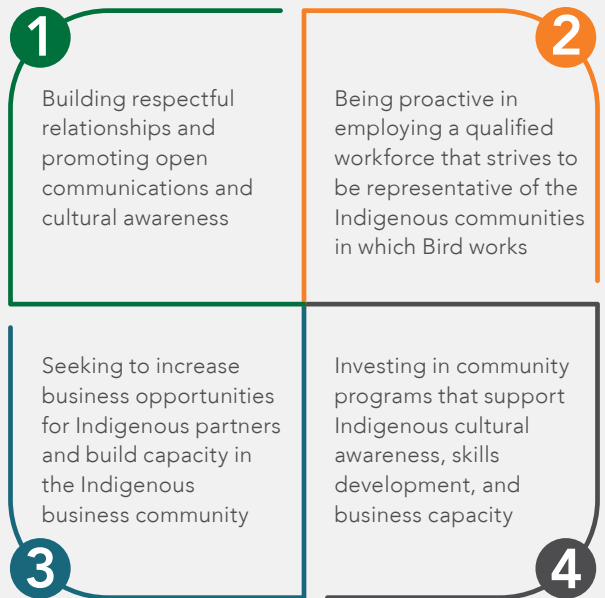 1
Building respectful
relationships and
promoting open
communications and
cultural awareness
2
Being proactive in
employing a qualified
workforce that strives to
be representative of the
Indigenous communities
in which Bird works
Seeking to increase
business opportunities
for Indigenous partners
and build capacity in
the Indigenous
business community
3
Investing in community
programs that support
Indigenous cultural
awareness, skills
development, and
business capacity
4